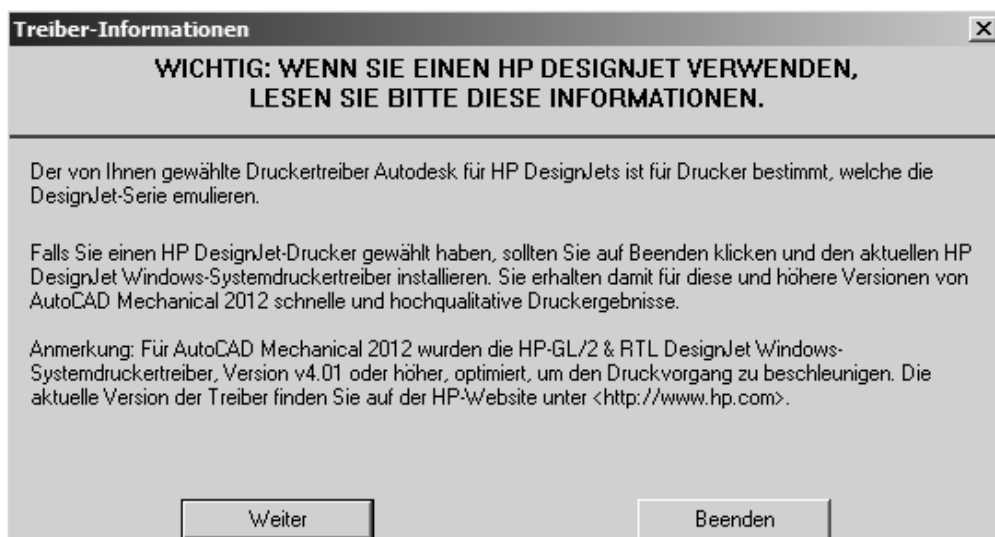 Treiber-Informationen
WICHTIG: WENN SIE EINEN HP DESIGNJET VERWENDEN,
LESEN SIE BITTE DIESE INFORMATIONEN.
Der von Ihnen gewählte Druckertreiber Autodesk für HP DesignJets ist für Drucker bestimmt, welche die
DesignJet-Serie emulieren.
Falls Sie einen HP DesignJet-Drucker gewählt haben, sollten Sie auf Beenden klicken und den aktuellen HP
DesignJet Windows-Systemdruckertreiber installieren. Sie erhalten damit für diese und höhere Versionen von
AutoCAD Mechanical 2012 schnelle und hochqualitative Druckergebnisse.
Anmerkung: Für AutoCAD Mechanical 2012 wurden die HP-GL/2 & RTL DesignJet Windows-
Systemdruckertreiber, Version v4.01 oder höher, optimiert, um den Druckvorgang zu beschleunigen. Die
aktuelle Version der Treiber finden Sie auf der HP-Website unter <http://www.hp.com>.
Weiter
Beenden